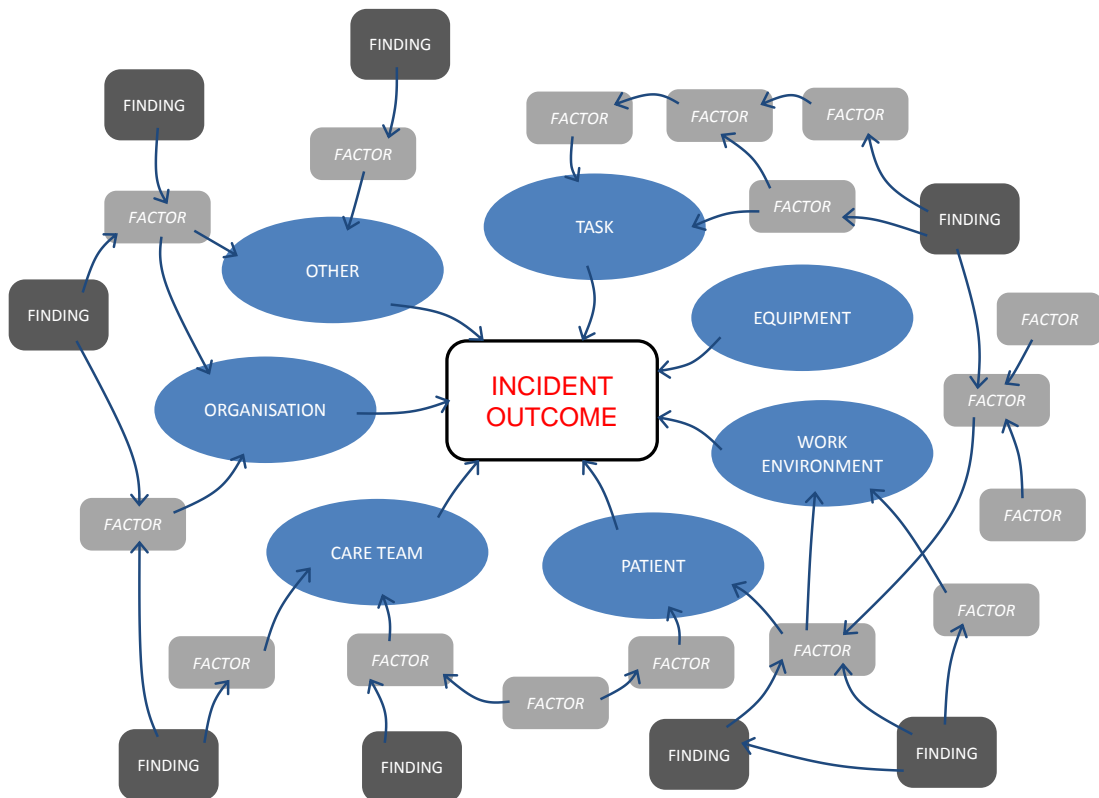 FINDING
FINDING
FACTOR
FACTOR
FACTOR
FACTOR
FACTOR
FACTOR
FINDING
TASK
OTHER
FINDING
EQUIPMENT
FACTOR
INCIDENT
OUTCOME
FACTOR
ORGANISATION
WORK
ENVIRONMENT
FACTOR
FACTOR
CARE TEAM
PATIENT
FACTOR
FACTOR
FACTOR
FACTOR
FACTOR
FACTOR
FINDING
FINDING
FINDING
FINDING